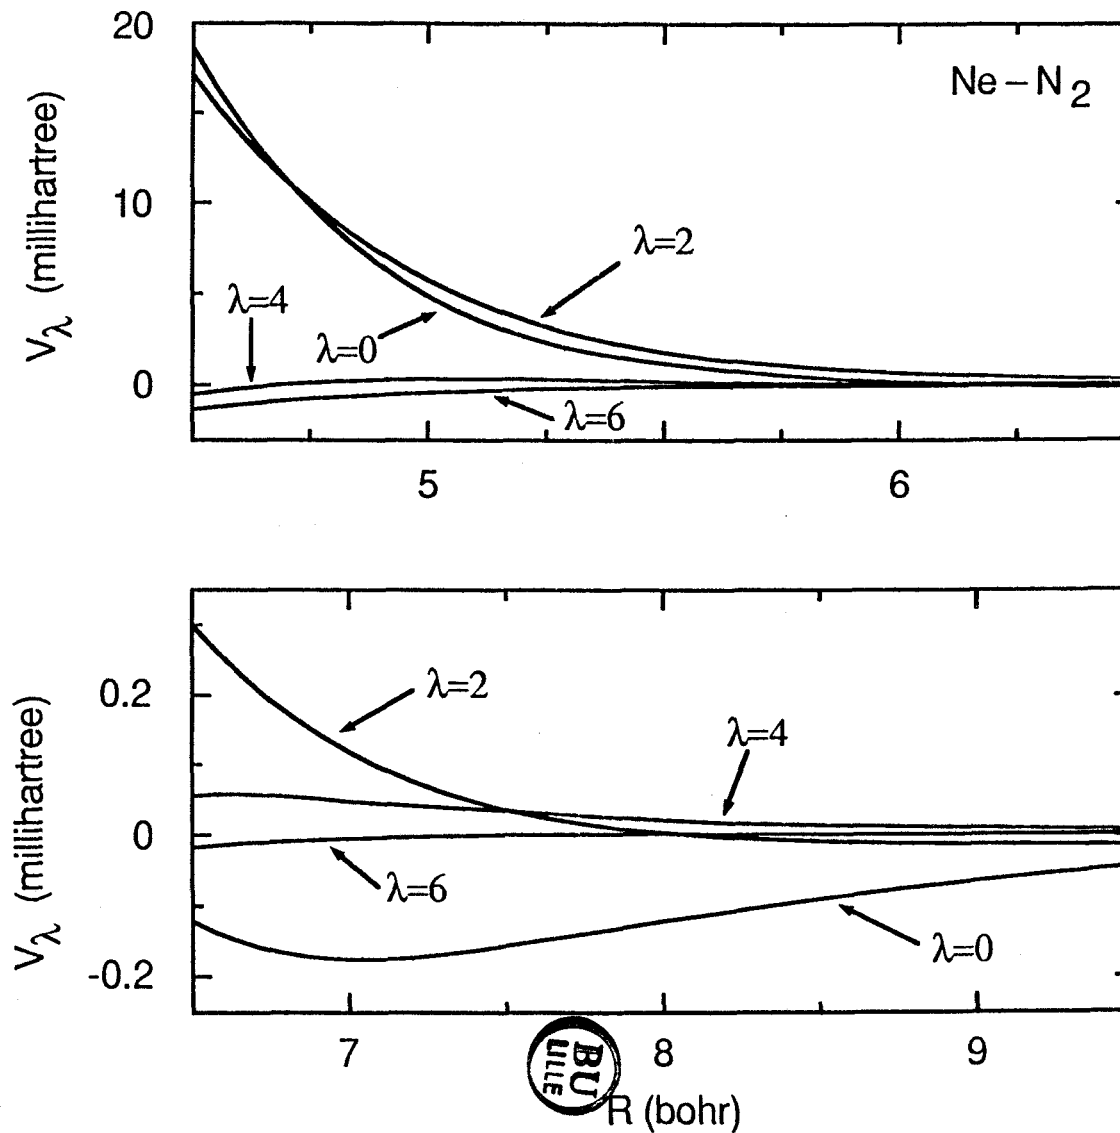 Ne – N 2
20
10
0
V λ (millihartree)
λ=2
λ=4
λ=0
λ=6
5
6
0.2
0
-0.2
V λ (millihartree)
λ=2
λ=4
λ=6
λ=0
7
8
9
BU
LILLE
R (bohr)